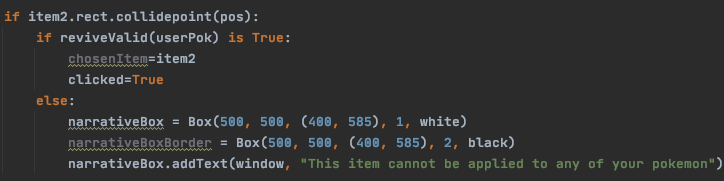 if item2.rect.collidepoint(pos):
    if reviveValid(userPok) is True:
        chosenItem=item2
        clicked=True
    else:
        narrativeBox = Box(500, 500, (400, 585), 1, white)
        narrativeBoxBorder = Box(500, 500, (400, 585), 2, black)
        narrativeBox.addText(window, "This item cannot be applied to any of your pokemon")